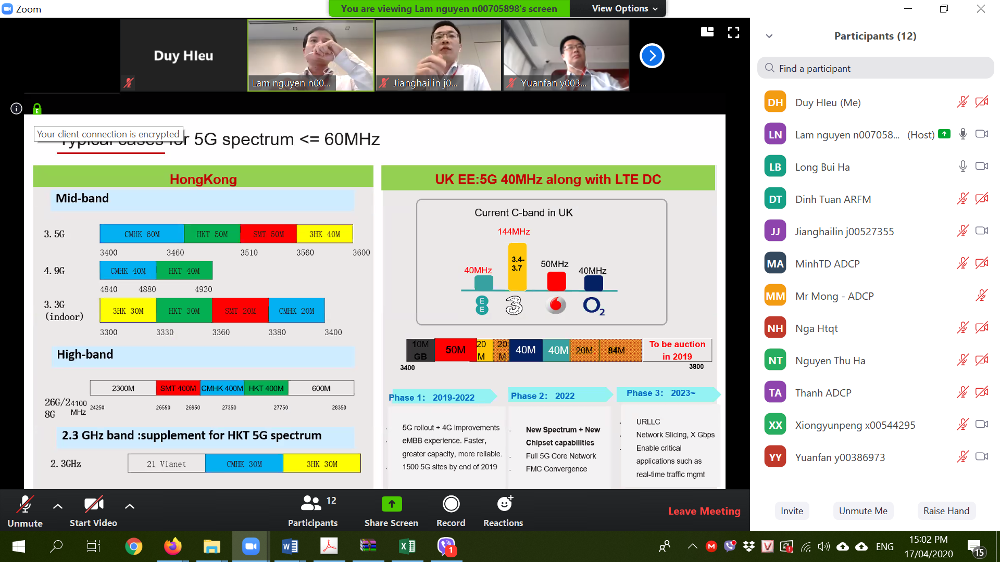 Zoom
You are viewing Lam nguyen n00705898's screen
View Options
Duy Hleu
Lam nguyen n00...
Jianghailin j0...
Yuanfan y003...
Your client connection is encrypted
Typical cases for 5G spectrum <= 60MHz
HongKong
Mid-band
3.5G
CMHK 60M HKT 50M SMT 50M 3HK 40M
3400 3460 3510 3560 3600
4.9G
CMHK 40M HKT 40M
4840 4880 4920
3.3G
(indoor)
3HK 30M HKT 30M SMT 20M CMHK 20M
3300 3330 3360 3380 3400
High-band
2300M SMT 400M CMHK 400M HKT 400M 600M
26G/2
8G
4100
MHz
24250 26550 26950 27350 27750 28350
2.3 GHz band :supplement for HKT 5G spectrum
2.3GHz
21 Vianet CMHK 30M 3HK 30M
UK EE:5G 40MHz along with LTE DC
Current C-band in UK
144MHz
40MHz
3.4-
3.7
50MHz
40MHz
EE
3
O2
10M
GB
50M
20
M
20
M
40M
40M
20M
84M
To be auction
in 2019
3400
3800
Phase 1: 2019-2022
5G rollout + 4G improvements
eMBB experience. Faster,
greater capacity, more reliable.
1500 5G sites by end of 2019
Phase 2: 2022
New Spectrum + New
Chipset capabilities
Full 5G Core Network
FMC Convergence
Phase 3: 2023~
URLLC
Network Slicing, X Gbps
Enable critical
applications such as
real-time traffic mgmt
Participants (12)
Find a participant
DH Duy Hleu (Me)
LN Lam nguyen n007058... (Host)
LB Long Bui Ha
DT Dinh Tuan ARFM
JJ Jianghailin j00527355
MA MinhTD ADCP
MM Mr Mong - ADCP
NH Nga Htqt
NT Nguyen Thu Ha
TA Thanh ADCP
XX Xiongyunpeng x00544295
YY Yuanfan y00386973
Invite
Unmute Me
Raise Hand
Unmute
Start Video
Participants
12
Share Screen
Record
Reactions
Leave Meeting
1
ENG
15:02 PM
17/04/2020
15